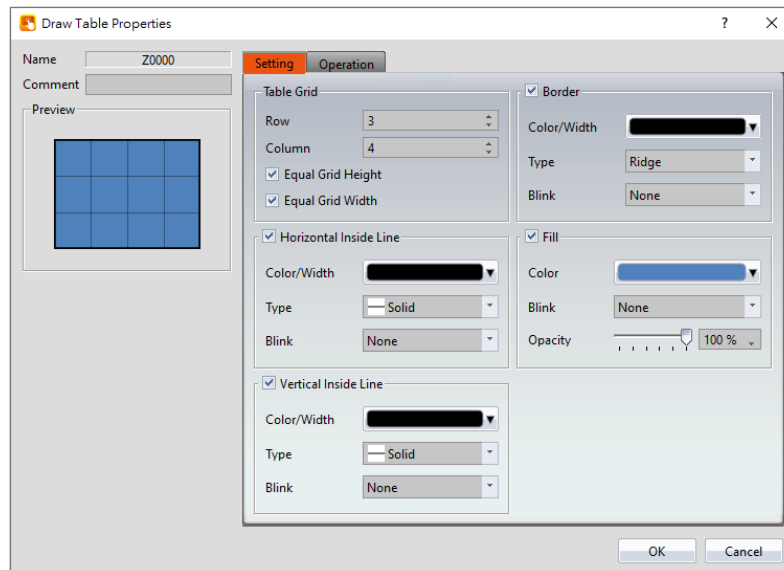 Draw Table Properties
Name Z0000
Comment
Preview
Setting Operation
Table Grid
Row 3
Column 4
Equal Grid Height
Equal Grid Width
Border
Color/Width
Type Ridge
Blink None
Horizontal Inside Line
Color/Width
Type Solid
Blink None
Fill
Color
Blink None
Opacity 100 %
Vertical Inside Line
Color/Width
Type Solid
Blink None
OK Cancel